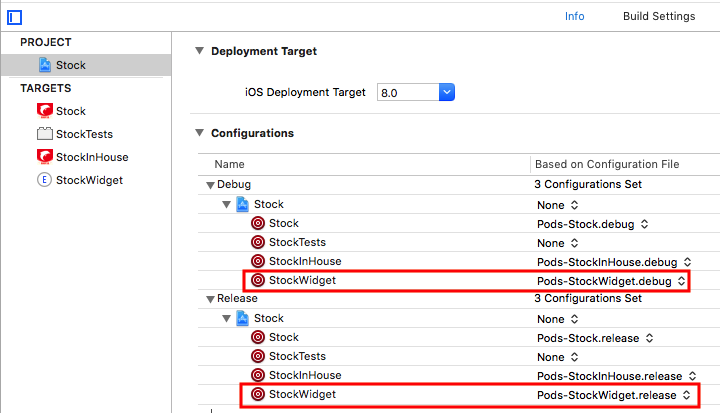 Info Build Settings
PROJECT
Stock
TARGETS
Stock
StockTests
StockInHouse
E StockWidget
Deployment Target
iOS Deployment Target 8.0
Configurations
Name Based on Configuration File
Debug 3 Configurations Set
Stock None
Stock Pods-Stock.debug
StockTests None
StockInHouse Pods-StockInHouse.debug
StockWidget Pods-StockWidget.debug
Release 3 Configurations Set
Stock None
Stock Pods-Stock.release
StockTests None
StockInHouse Pods-StockInHouse.release
StockWidget Pods-StockWidget.release